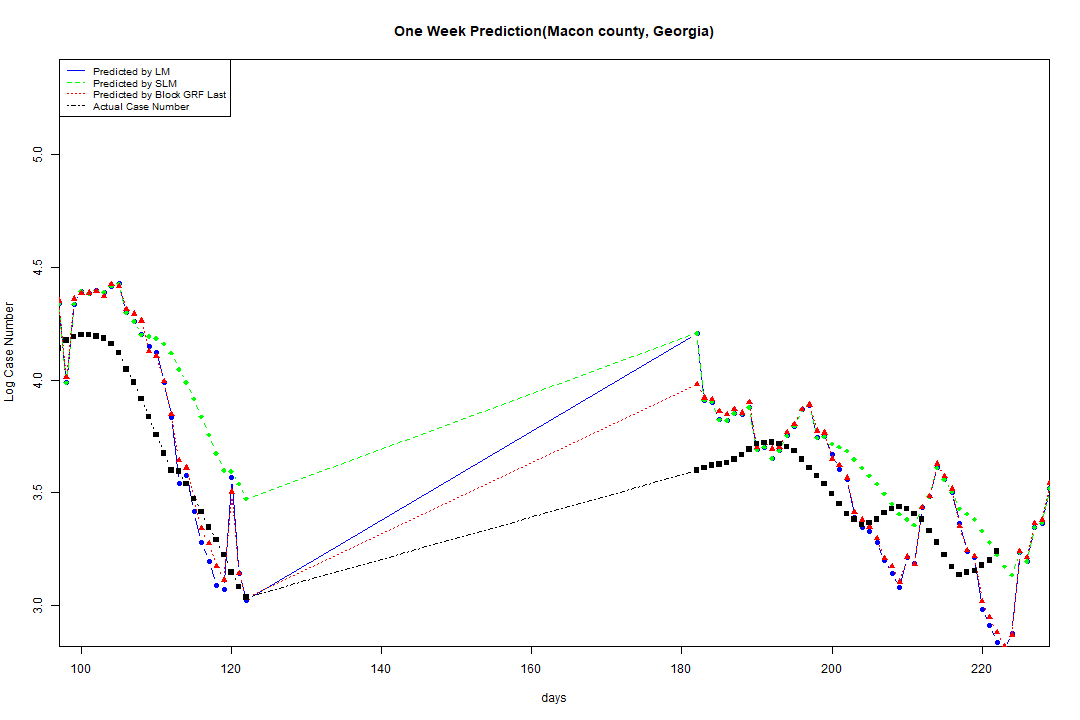 One Week Prediction(Macon county, Georgia)
Predicted by LM
Predicted by SLM
Predicted by Block GRF Last
Actual Case Number
Log Case Number
5.0
4.5
4.0
3.5
3.0
100 120 140 160 180 200 220
days